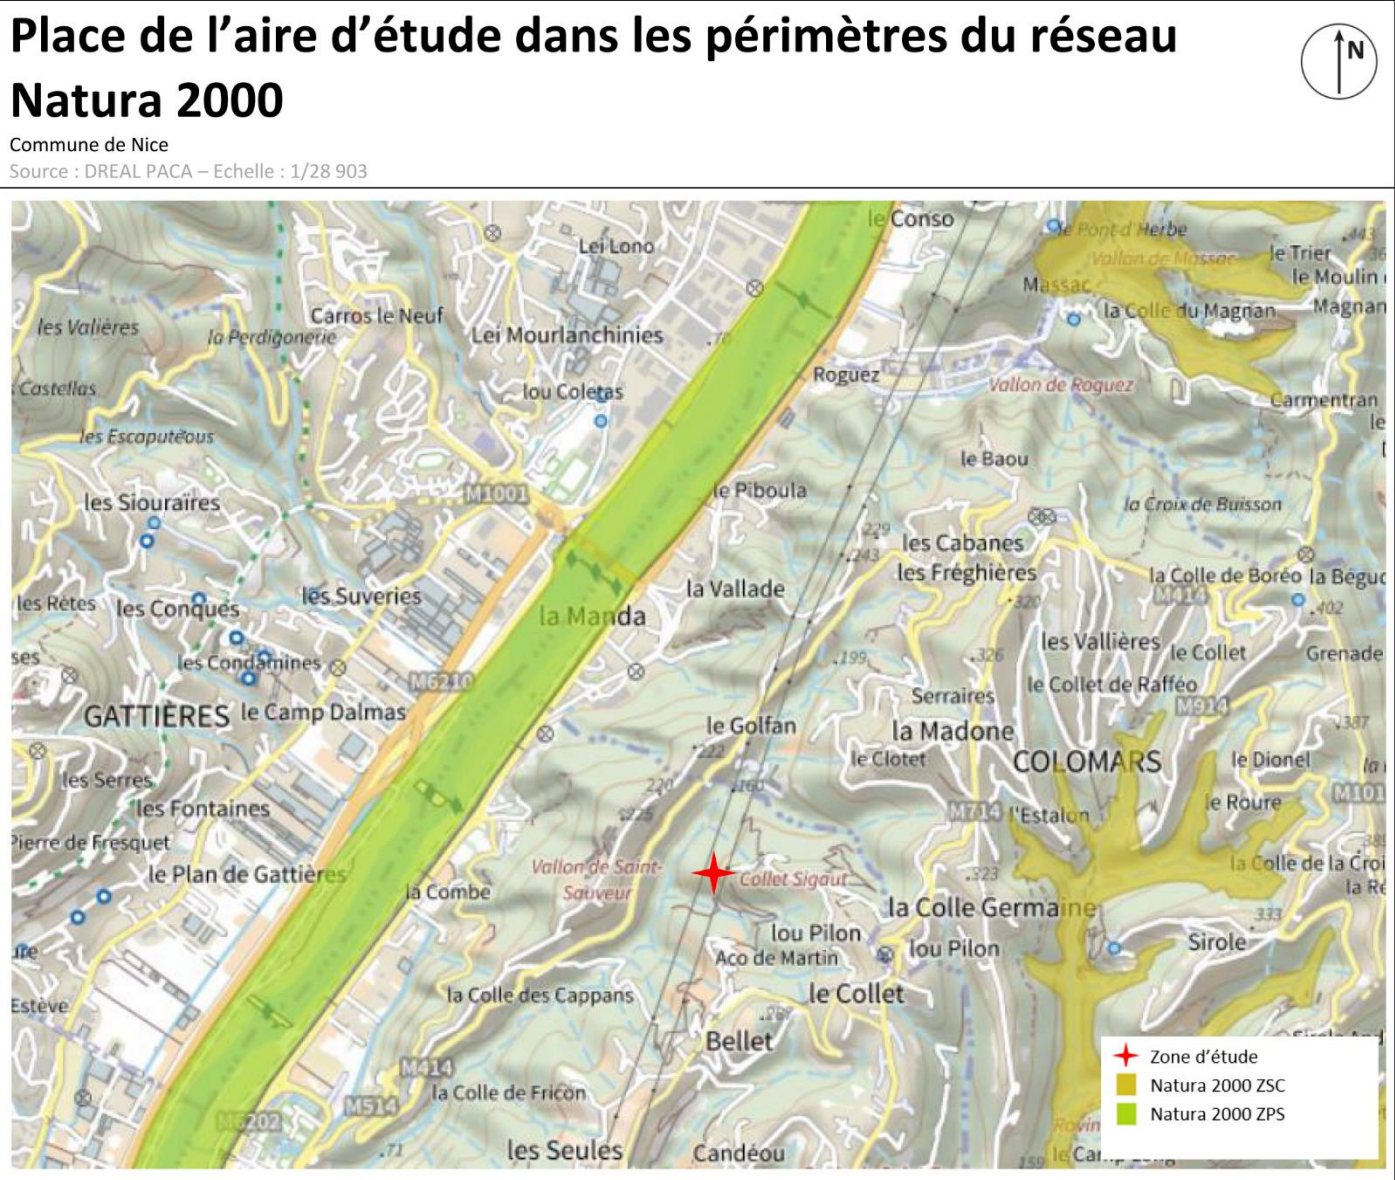 Place de l’aire d’étude dans les périmètres du réseau
Natura 2000
N
Commune de Nice
Source : DREAL PACA – Echelle : 1/28 903
le Conso
le Pont d'Herbe
Lei Lono
.443
le Trier
Vallon de Massac
le Moulin
Massac
Carros le Neuf
la Colle du Magnan
Magnan
les Valières
la Perdigonerie
Lei Mourlanchinies
.76
Roguez
Vallon de Roguez
Castellas
lou Coletas
Carmentran
les Escaputéous
le Baou
M1001
le Piboula
les Siouraïres
la Croix de Buisson
229
.243
les Cabanes
les Fréghières
la Colle de Boréo
M414
les Rètes
les Conques
les Suveries
la Vallade
.320
.402
la Manda
les Vallières
le Collet
Grenade
ses
les Condamines
.199
.326
M6210
Serraires
le Collet de Rafféo
M914
GATTIÈRES
le Camp Dalmas
le Golfan
la Madone
.387
.222
le Clotet
COLOMARS
le Dionel
la
les Serres
220
.160
M101
les Fontaines
.225
M714
l'Estalon
le Roure
Pierre de Fresquet
le Plan de Gattières
Vallon de Saint-
Sauveur
Collet Sigaut
.323
la Colle de la Croi
la Combe
la Colle Germaine
.333
lou Pilon
lou Pilon
Sirole
Aco de Martin
Estève
la Colle des Cappans
le Collet
Bellet
M414
la Colle de Fricon
M514
M6202
.71
les Seules
Candéou
159
Zone d’étude
Natura 2000 ZSC
Natura 2000 ZPS